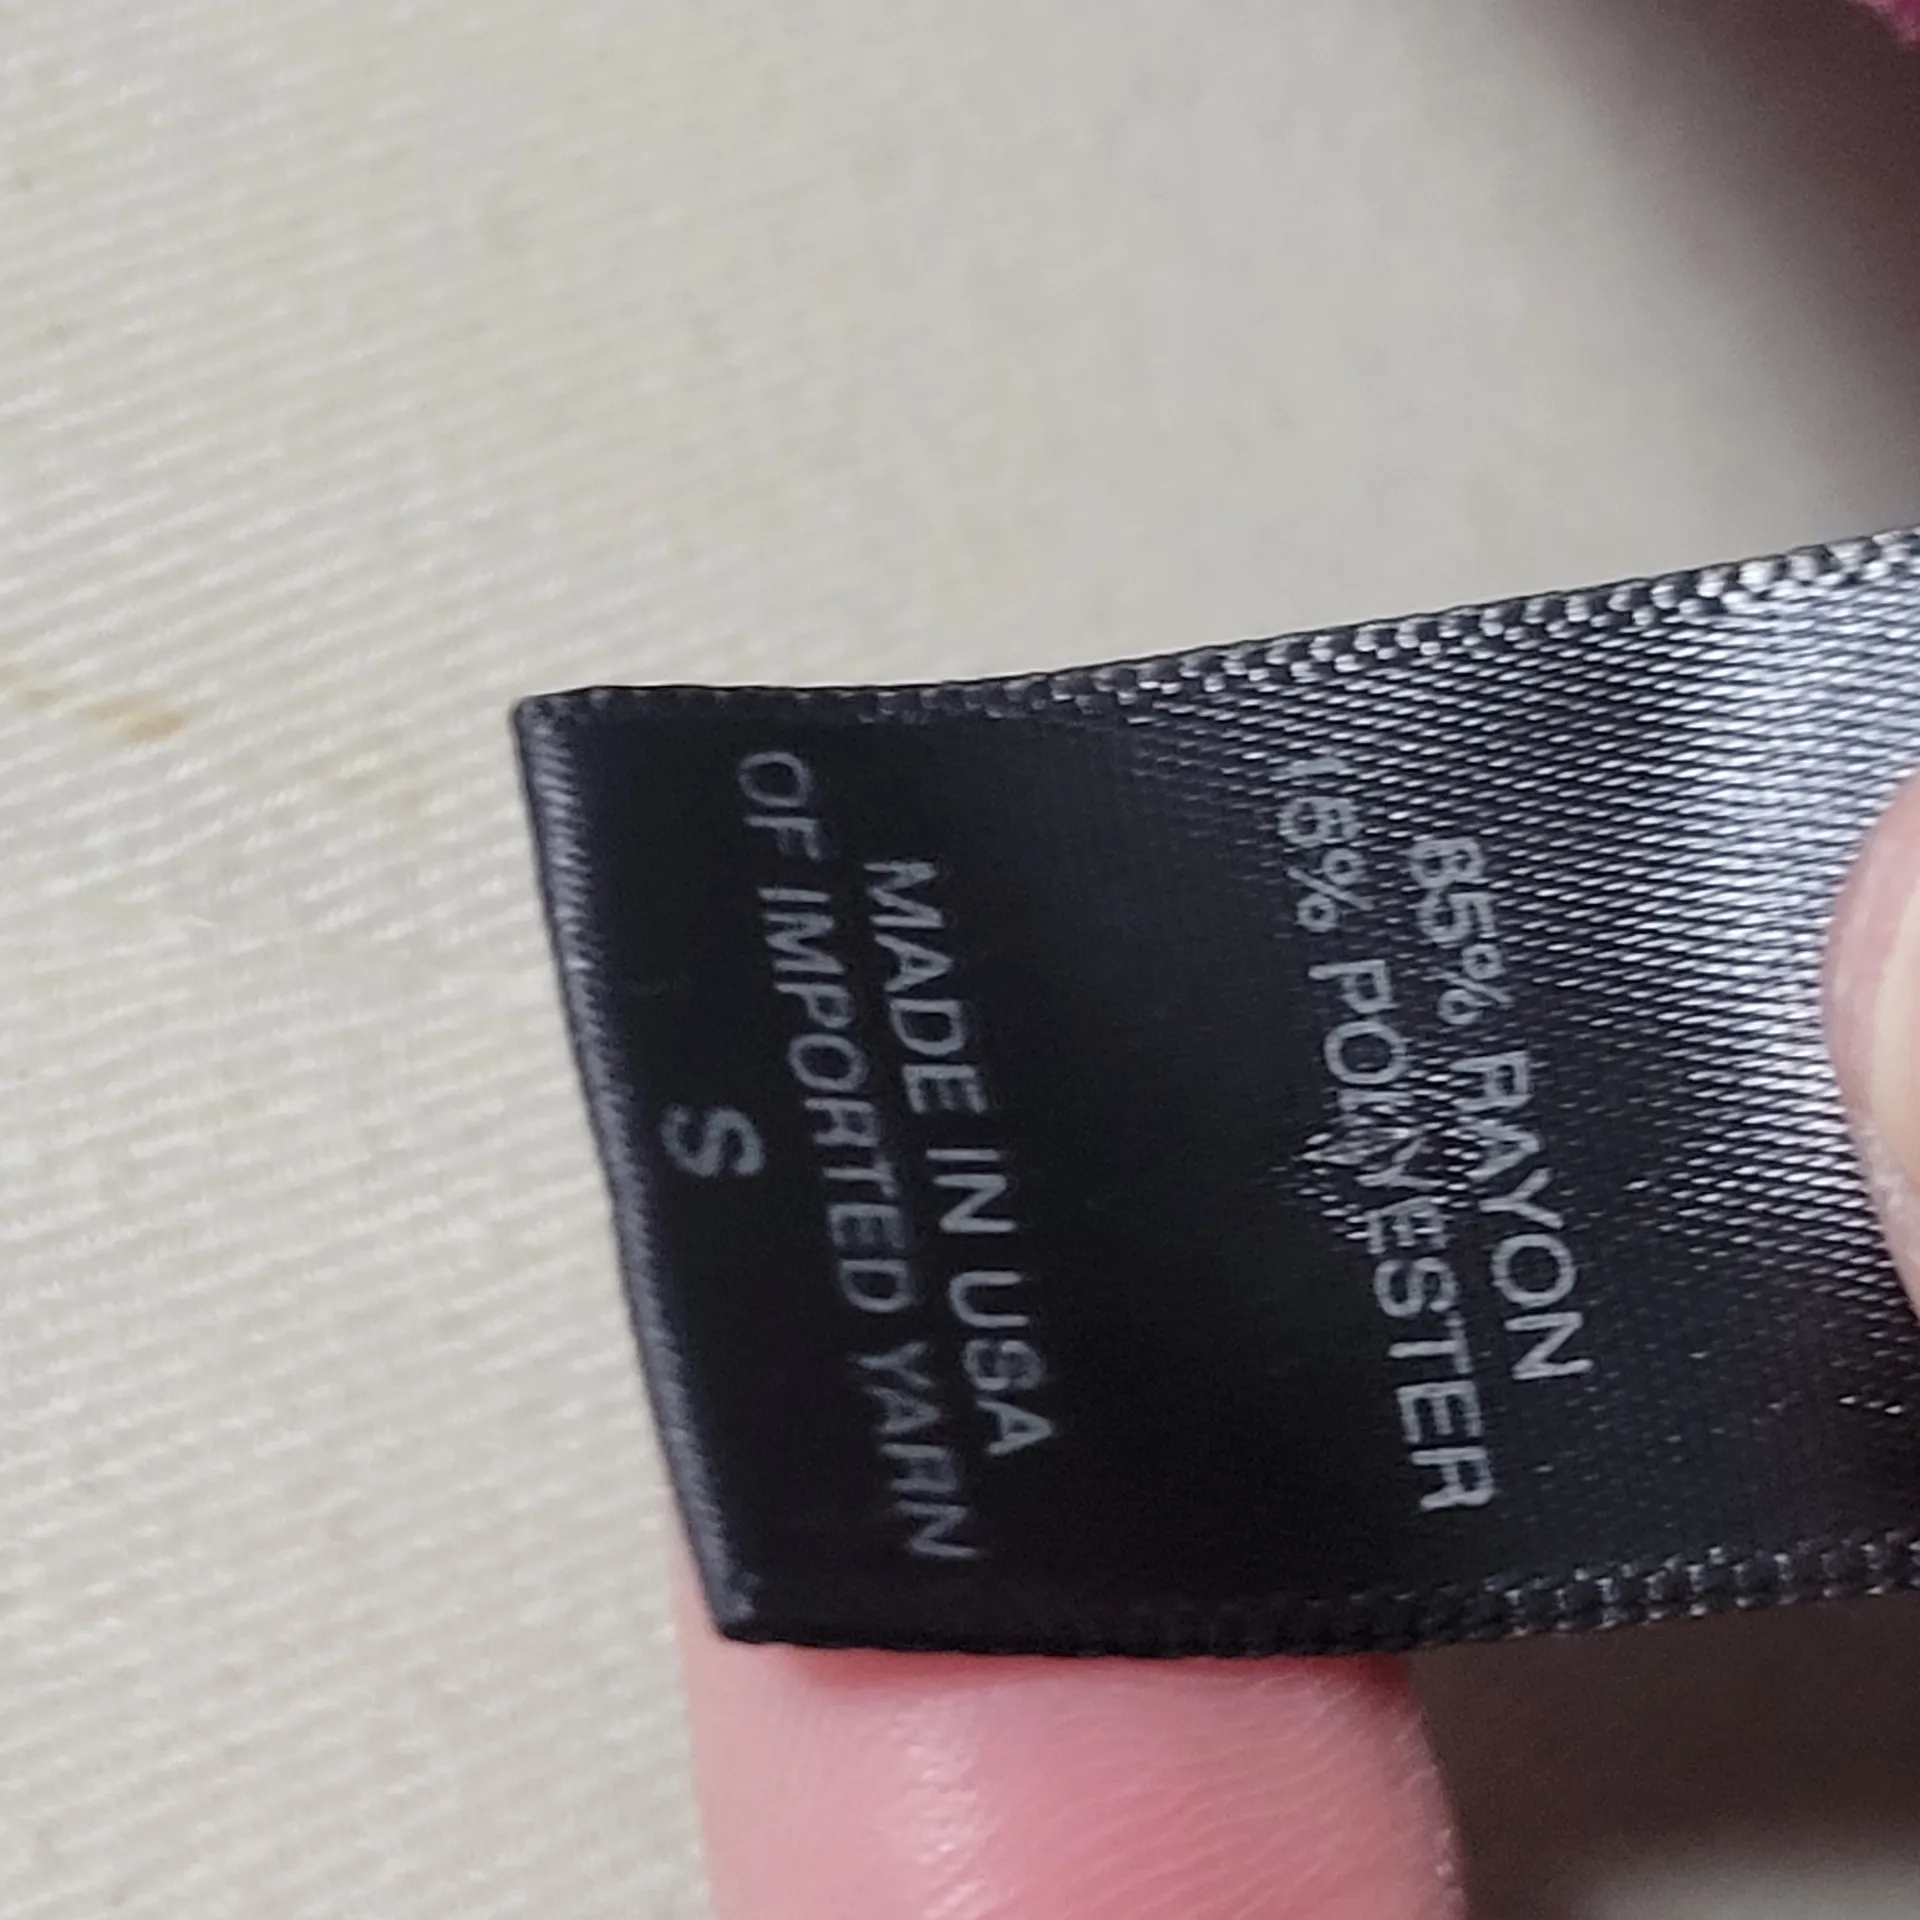 85% RAYON
15% POLYESTER
MADE IN USA
OF IMPORTED YARN
S